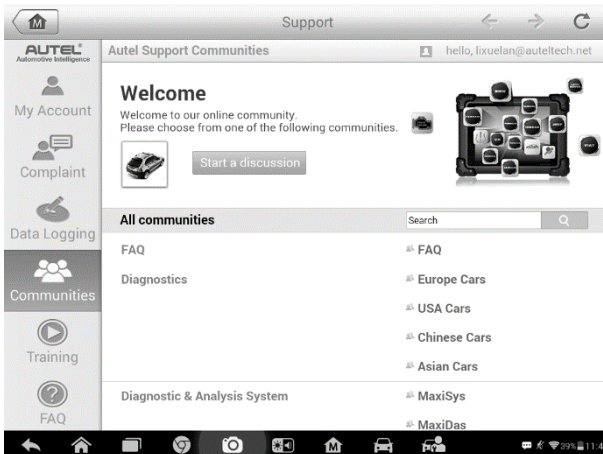 M
Support
AUTEL
Automotive Intelligence
Autel Support Communities
hello, lixuelan@auteltech.net
My Account
Complaint
Data Logging
Communities
Training
FAQ
Welcome
Welcome to our online community.
Please choose from one of the following communities.
Start a discussion
All communities
Search
FAQ
FAQ
Diagnostics
Europe Cars
USA Cars
Chinese Cars
Asian Cars
Diagnostic & Analysis System
MaxiSys
MaxiDas
M
39%